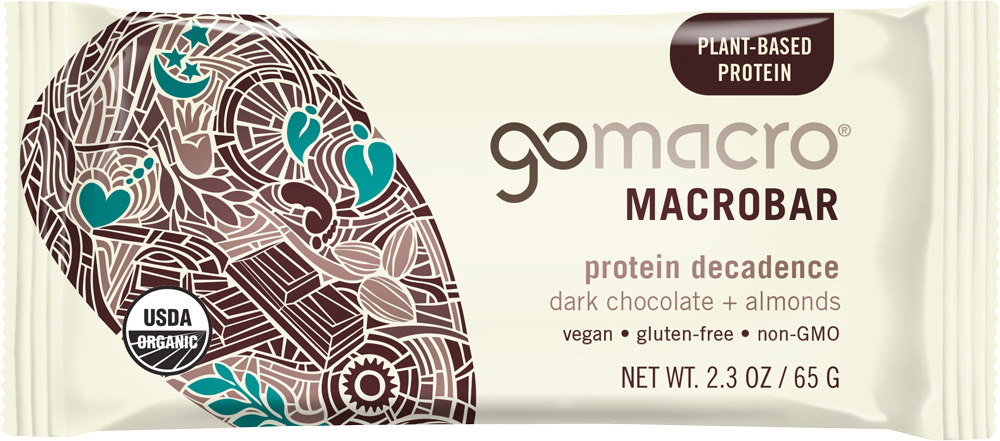 PLANT-BASED
PROTEIN
gomacro®
MACROBAR
protein decadence
dark chocolate + almonds
vegan • gluten-free • non-GMO
NET WT. 2.3 OZ / 65 G
USDA
ORGANIC